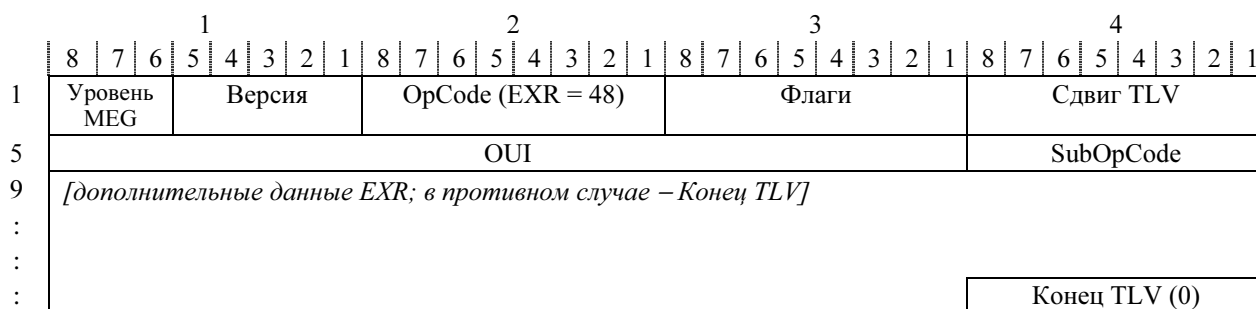 1 2 3 4
8 7 6 5 4 3 2 1 8 7 6 5 4 3 2 1 8 7 6 5 4 3 2 1 8 7 6 5 4 3 2 1
1 Уровень MEG Версия OpCode (EXR = 48) Флаги Сдвиг TLV
5 OUI SubOpCode
9 [дополнительные данные EXR; в противном случае – Конец TLV]
:
:
: Конец TLV (0)